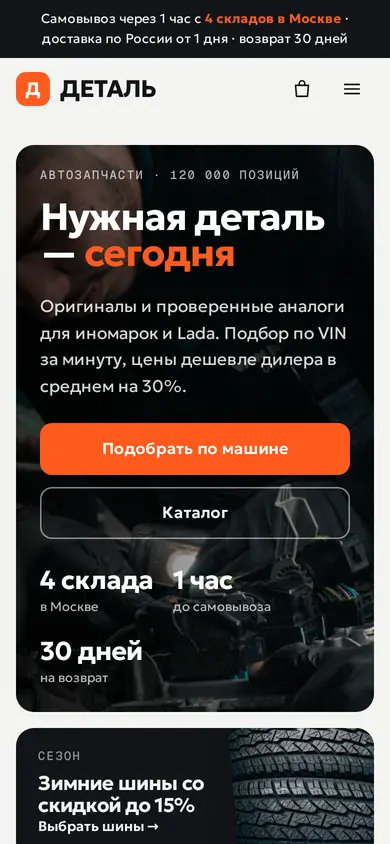 Самовывоз через 1 час с 4 складов в Москве ·
доставка по России от 1 дня · возврат 30 дней
Д ДЕТАЛЬ
АВТОЗАПЧАСТИ · 120 000 ПОЗИЦИЙ
Нужная деталь
— сегодня
Оригиналы и проверенные аналоги
для иномарок и Lada. Подбор по VIN
за минуту, цены дешевле дилера в
среднем на 30%.
Подобрать по машине
Каталог
4 склада 1 час
в Москве до самовывоза
30 дней
на возврат
СЕЗОН
Зимние шины со
скидкой до 15%
Выбрать шины →